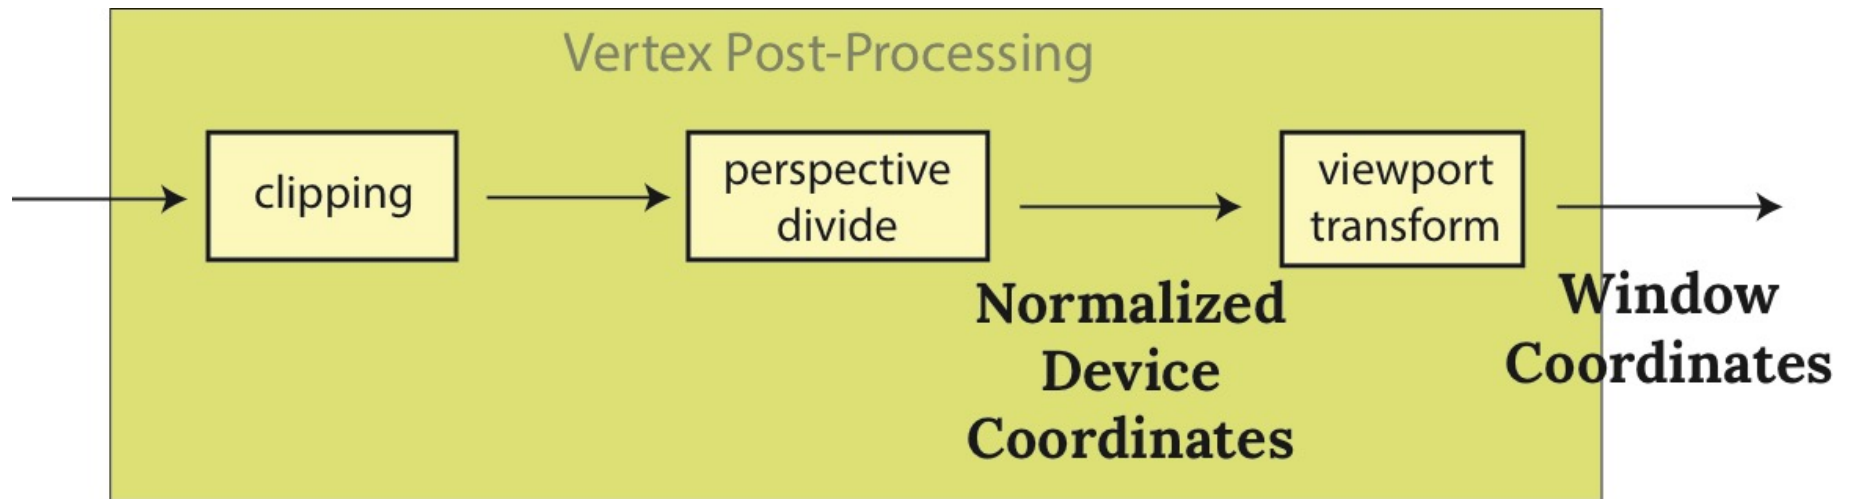 Vertex Post-Processing
clipping
perspective
divide
viewport
transform
Normalized
Device
Coordinates
Window
Coordinates